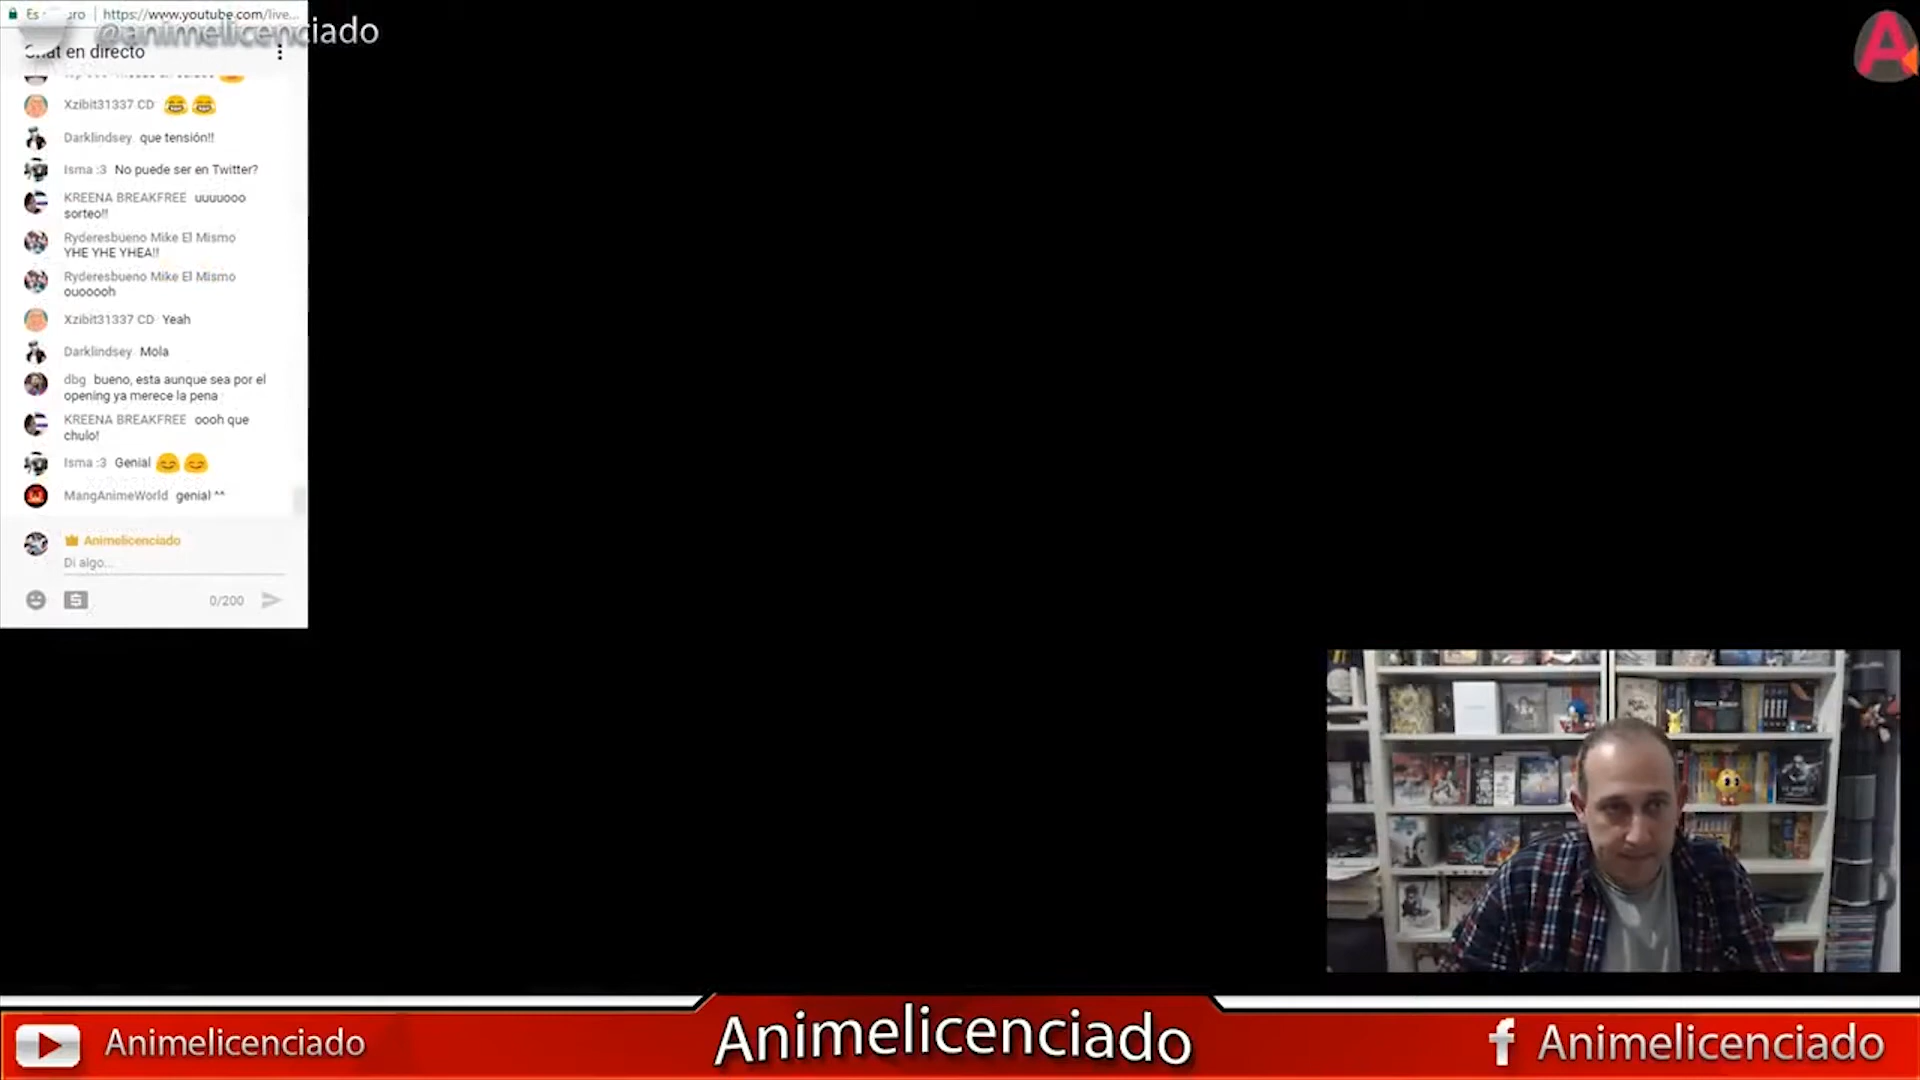 Es
uro
https://www.youtube.com/live...
@animelicenciado
Chat en directo
Xzibit31337 CD
Darklindsey que tensión!!
Isma :3 No puede ser en Twitter?
KREENA BREAKFREE uuuuooo
sorteo!!
Ryderesbueno Mike El Mismo
YHE YHE YHEA!!
Ryderesbueno Mike El Mismo
ouooooh
Xzibit31337 CD Yeah
Darklindsey Mola
dbg bueno, esta aunque sea por el
opening ya merece la pena
KREENA BREAKFREE oooh que
chulo!
Isma :3 Genial
MangAnimeWorld genial ^^
Animelicenciado
Di algo...
0/200
Animelicenciado
Animelicenciado
Animelicenciado